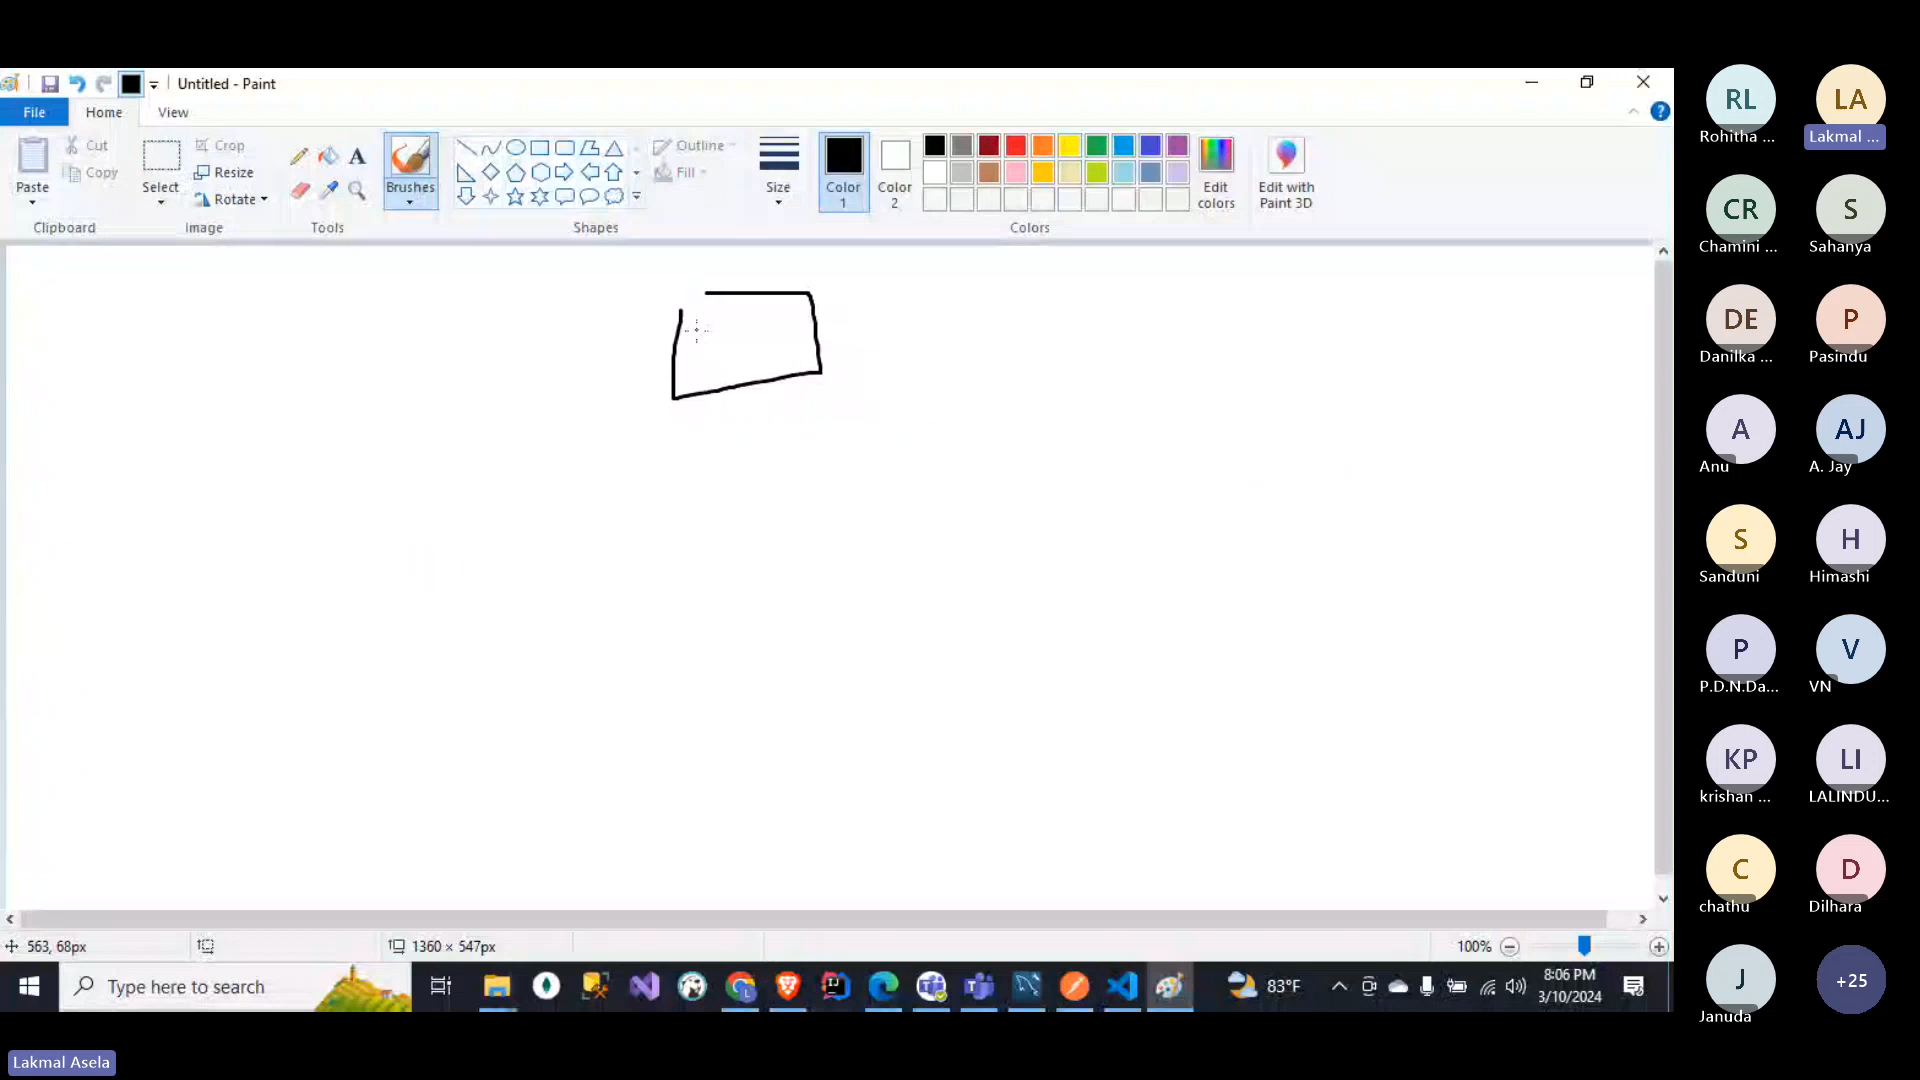 Untitled - Paint
File Home View
Cut
Copy
Paste
Clipboard
Select
Crop
Resize
Rotate
Image
A
Tools
Brushes
Shapes
Outline
Fill
Size
Color
1
Color
2
Edit
colors
Colors
Edit with
Paint 3D
563, 68px
1360 × 547px
100%
Type here to search
83°F
8:06 PM
3/10/2024
Lakmal Asela
RL
Rohitha ...
LA
Lakmal ...
CR
Chamini ...
S
Sahanya
DE
Danilka ...
P
Pasindu
A
Anu
AJ
A. Jay
S
Sanduni
H
Himashi
P
P.D.N.Da...
V
VN
KP
krishan ...
LI
LALINDU...
C
chathu
D
Dilhara
J
Januda
+25